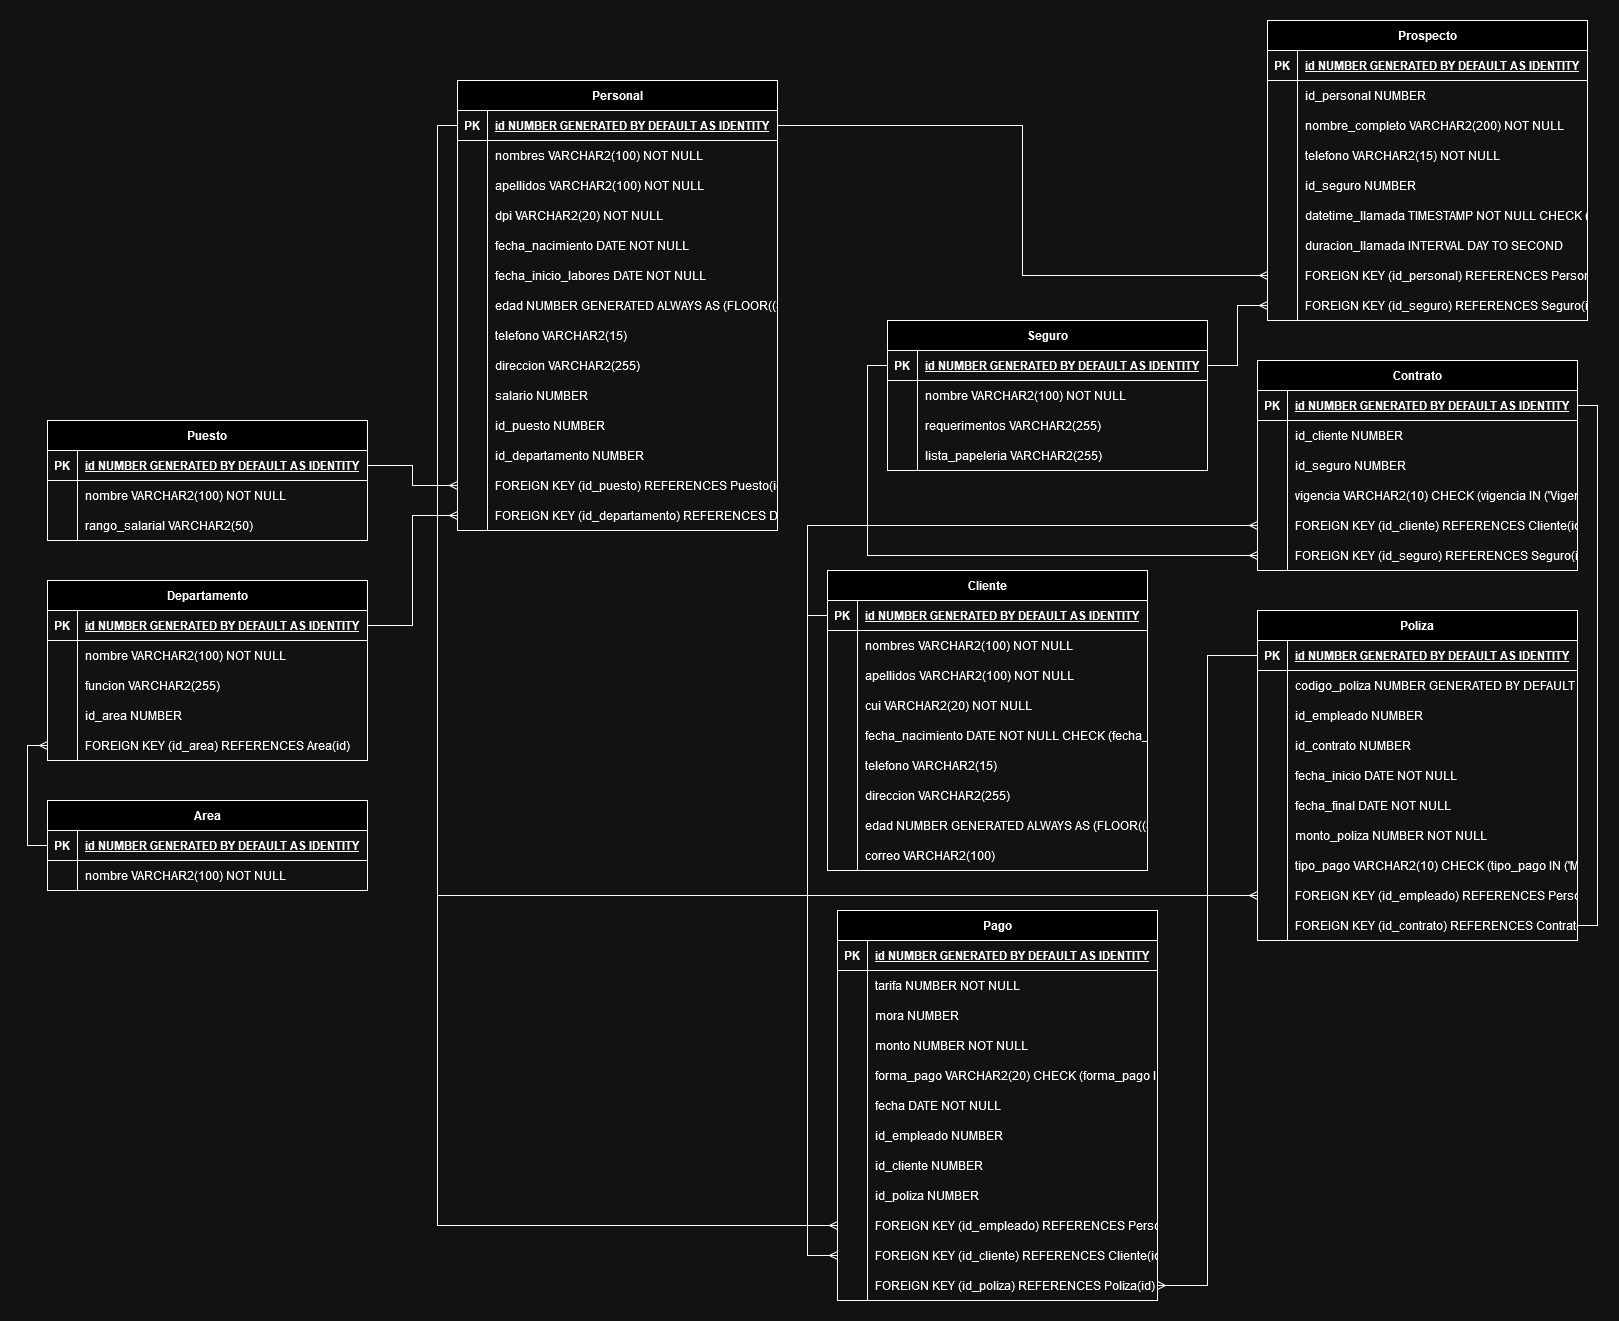 Prospecto
PK id NUMBER GENERATED BY DEFAULT AS IDENTITY
id_personal NUMBER
nombre_completo VARCHAR2(200) NOT NULL
telefono VARCHAR2(15) NOT NULL
id_seguro NUMBER
datetime_llamada TIMESTAMP NOT NULL CHECK (
duracion_llamada INTERVAL DAY TO SECOND
FOREIGN KEY (id_personal) REFERENCES Person
FOREIGN KEY (id_seguro) REFERENCES Seguro(i
Personal
PK id NUMBER GENERATED BY DEFAULT AS IDENTITY
nombres VARCHAR2(100) NOT NULL
apellidos VARCHAR2(100) NOT NULL
dpi VARCHAR2(20) NOT NULL
fecha_nacimiento DATE NOT NULL
fecha_inicio_labores DATE NOT NULL
edad NUMBER GENERATED ALWAYS AS (FLOOR((
telefono VARCHAR2(15)
direccion VARCHAR2(255)
salario NUMBER
id_puesto NUMBER
id_departamento NUMBER
FOREIGN KEY (id_puesto) REFERENCES Puesto(i
FOREIGN KEY (id_departamento) REFERENCES D
Seguro
PK id NUMBER GENERATED BY DEFAULT AS IDENTITY
nombre VARCHAR2(100) NOT NULL
requerimentos VARCHAR2(255)
lista_papeleria VARCHAR2(255)
Contrato
PK id NUMBER GENERATED BY DEFAULT AS IDENTITY
id_cliente NUMBER
id_seguro NUMBER
vigencia VARCHAR2(10) CHECK (vigencia IN ('Vigen
FOREIGN KEY (id_cliente) REFERENCES Cliente(id
FOREIGN KEY (id_seguro) REFERENCES Seguro(i
Puesto
PK id NUMBER GENERATED BY DEFAULT AS IDENTITY
nombre VARCHAR2(100) NOT NULL
rango_salarial VARCHAR2(50)
Departamento
PK id NUMBER GENERATED BY DEFAULT AS IDENTITY
nombre VARCHAR2(100) NOT NULL
funcion VARCHAR2(255)
id_area NUMBER
FOREIGN KEY (id_area) REFERENCES Area(id)
Area
PK id NUMBER GENERATED BY DEFAULT AS IDENTITY
nombre VARCHAR2(100) NOT NULL
Cliente
PK id NUMBER GENERATED BY DEFAULT AS IDENTITY
nombres VARCHAR2(100) NOT NULL
apellidos VARCHAR2(100) NOT NULL
cui VARCHAR2(20) NOT NULL
fecha_nacimiento DATE NOT NULL CHECK (fecha_
telefono VARCHAR2(15)
direccion VARCHAR2(255)
edad NUMBER GENERATED ALWAYS AS (FLOOR((
correo VARCHAR2(100)
Poliza
PK id NUMBER GENERATED BY DEFAULT AS IDENTITY
codigo_poliza NUMBER GENERATED BY DEFAULT
id_empleado NUMBER
id_contrato NUMBER
fecha_inicio DATE NOT NULL
fecha_final DATE NOT NULL
monto_poliza NUMBER NOT NULL
tipo_pago VARCHAR2(10) CHECK (tipo_pago IN ('M
FOREIGN KEY (id_empleado) REFERENCES Perso
FOREIGN KEY (id_contrato) REFERENCES Contrat
Pago
PK id NUMBER GENERATED BY DEFAULT AS IDENTITY
tarifa NUMBER NOT NULL
mora NUMBER
monto NUMBER NOT NULL
forma_pago VARCHAR2(20) CHECK (forma_pago I
fecha DATE NOT NULL
id_empleado NUMBER
id_cliente NUMBER
id_poliza NUMBER
FOREIGN KEY (id_empleado) REFERENCES Perso
FOREIGN KEY (id_cliente) REFERENCES Cliente(id
FOREIGN KEY (id_poliza) REFERENCES Poliza(id)